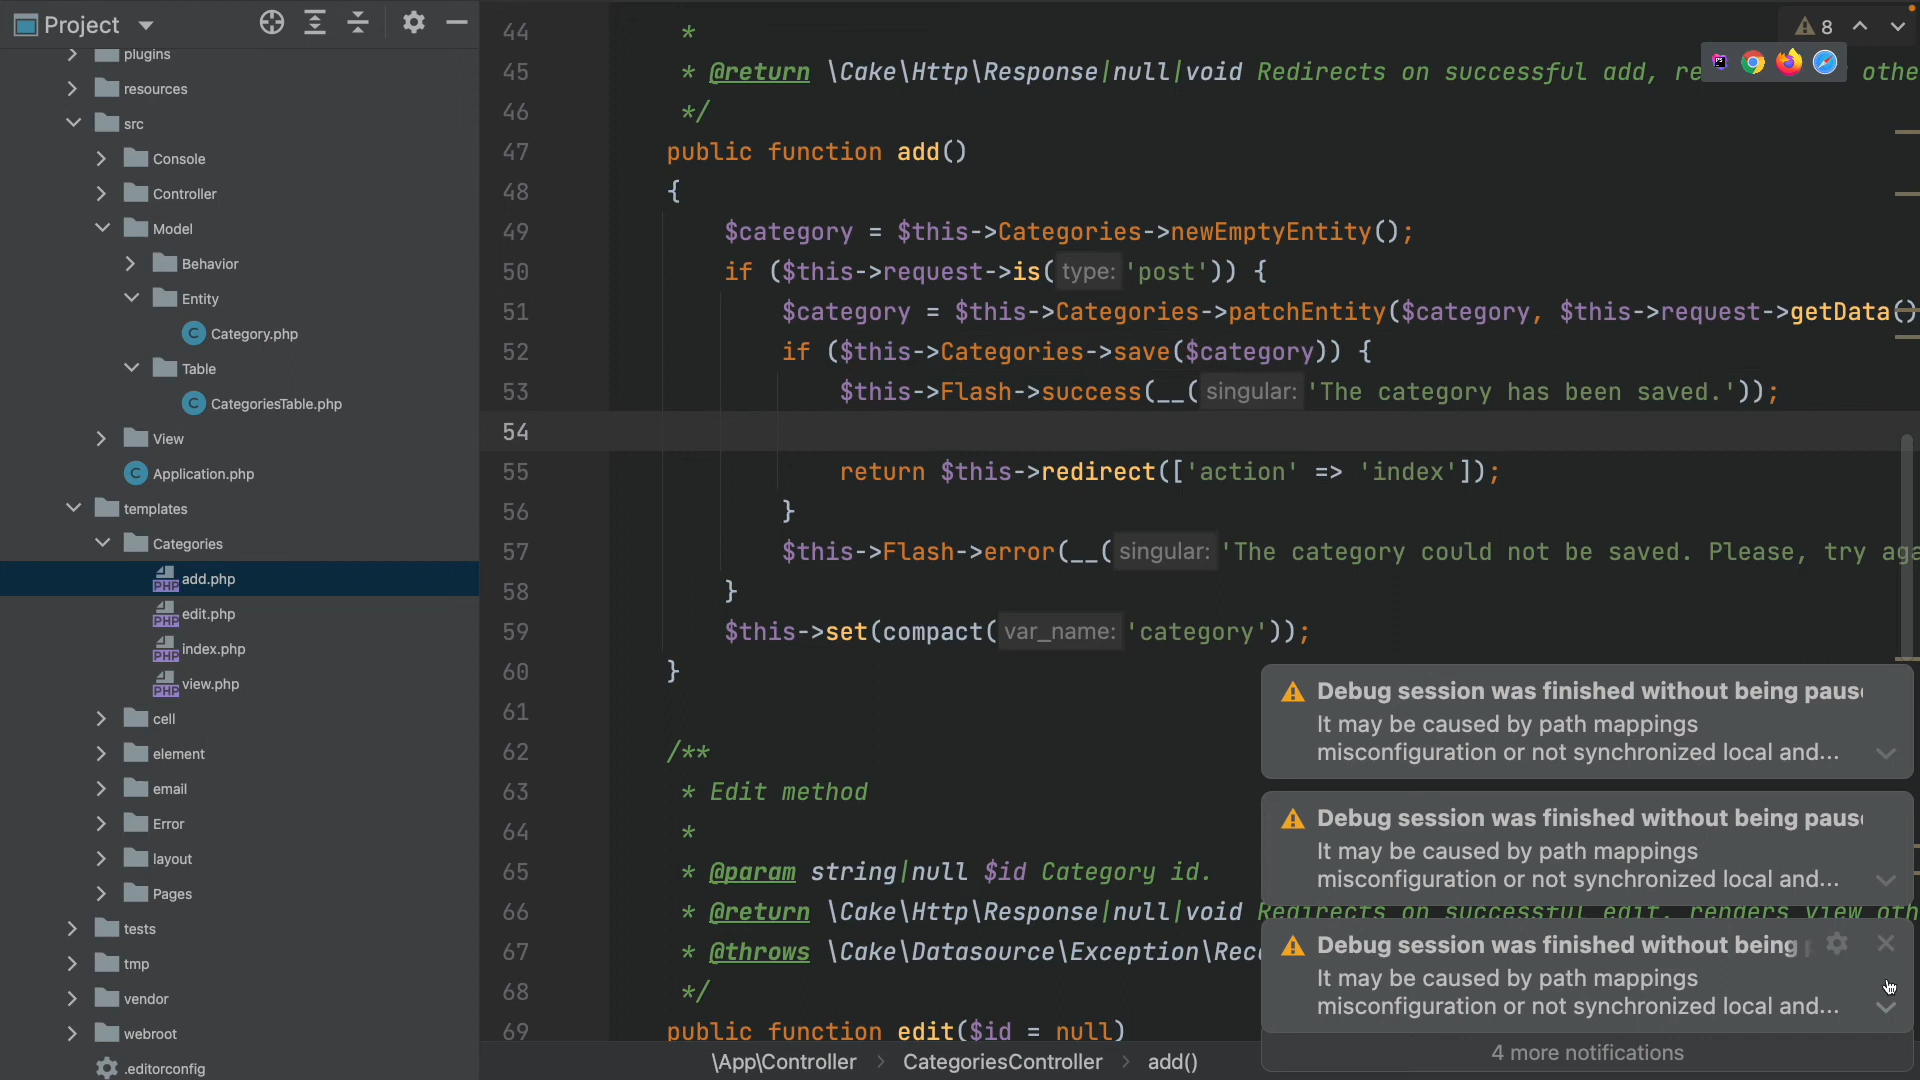 Project
plugins
resources
src
Console
Controller
Model
Behavior
Entity
Category.php
Table
CategoriesTable.php
View
Application.php
templates
Categories
PHP add.php
PHP edit.php
PHP index.php
PHP view.php
cell
element
email
Error
layout
Pages
tests
tmp
vendor
webroot
.editorconfig
8
44 *
45 * @return \Cake\Http\Response|null|void Redirects on successful add, re othe
46 */
47 public function add()
48 {
49 $category = $this->Categories->newEmptyEntity();
50 if ($this->request->is( type: 'post')) {
51 $category = $this->Categories->patchEntity($category, $this->request->getData()
52 if ($this->Categories->save($category)) {
53 $this->Flash->success(__( singular: 'The category has been saved.'));
54
55 return $this->redirect(['action' => 'index']);
56 }
57 $this->Flash->error(__( singular: 'The category could not be saved. Please, try aga
58 }
59 $this->set(compact( var_name: 'category'));
60 }
61
62 /**
63 * Edit method
64 *
65 * @param string|null $id Category id.
66 * @return \Cake\Http\Response|null|void Redirects on successful edit, renders view oth
67 * @throws \Cake\Datasource\Exception\Rec
68 */
69 public function edit($id = null)
Debug session was finished without being paus
It may be caused by path mappings
misconfiguration or not synchronized local and...
Debug session was finished without being paus
It may be caused by path mappings
misconfiguration or not synchronized local and...
Debug session was finished without being
It may be caused by path mappings
misconfiguration or not synchronized local and...
4 more notifications
\App\Controller > CategoriesController > add()